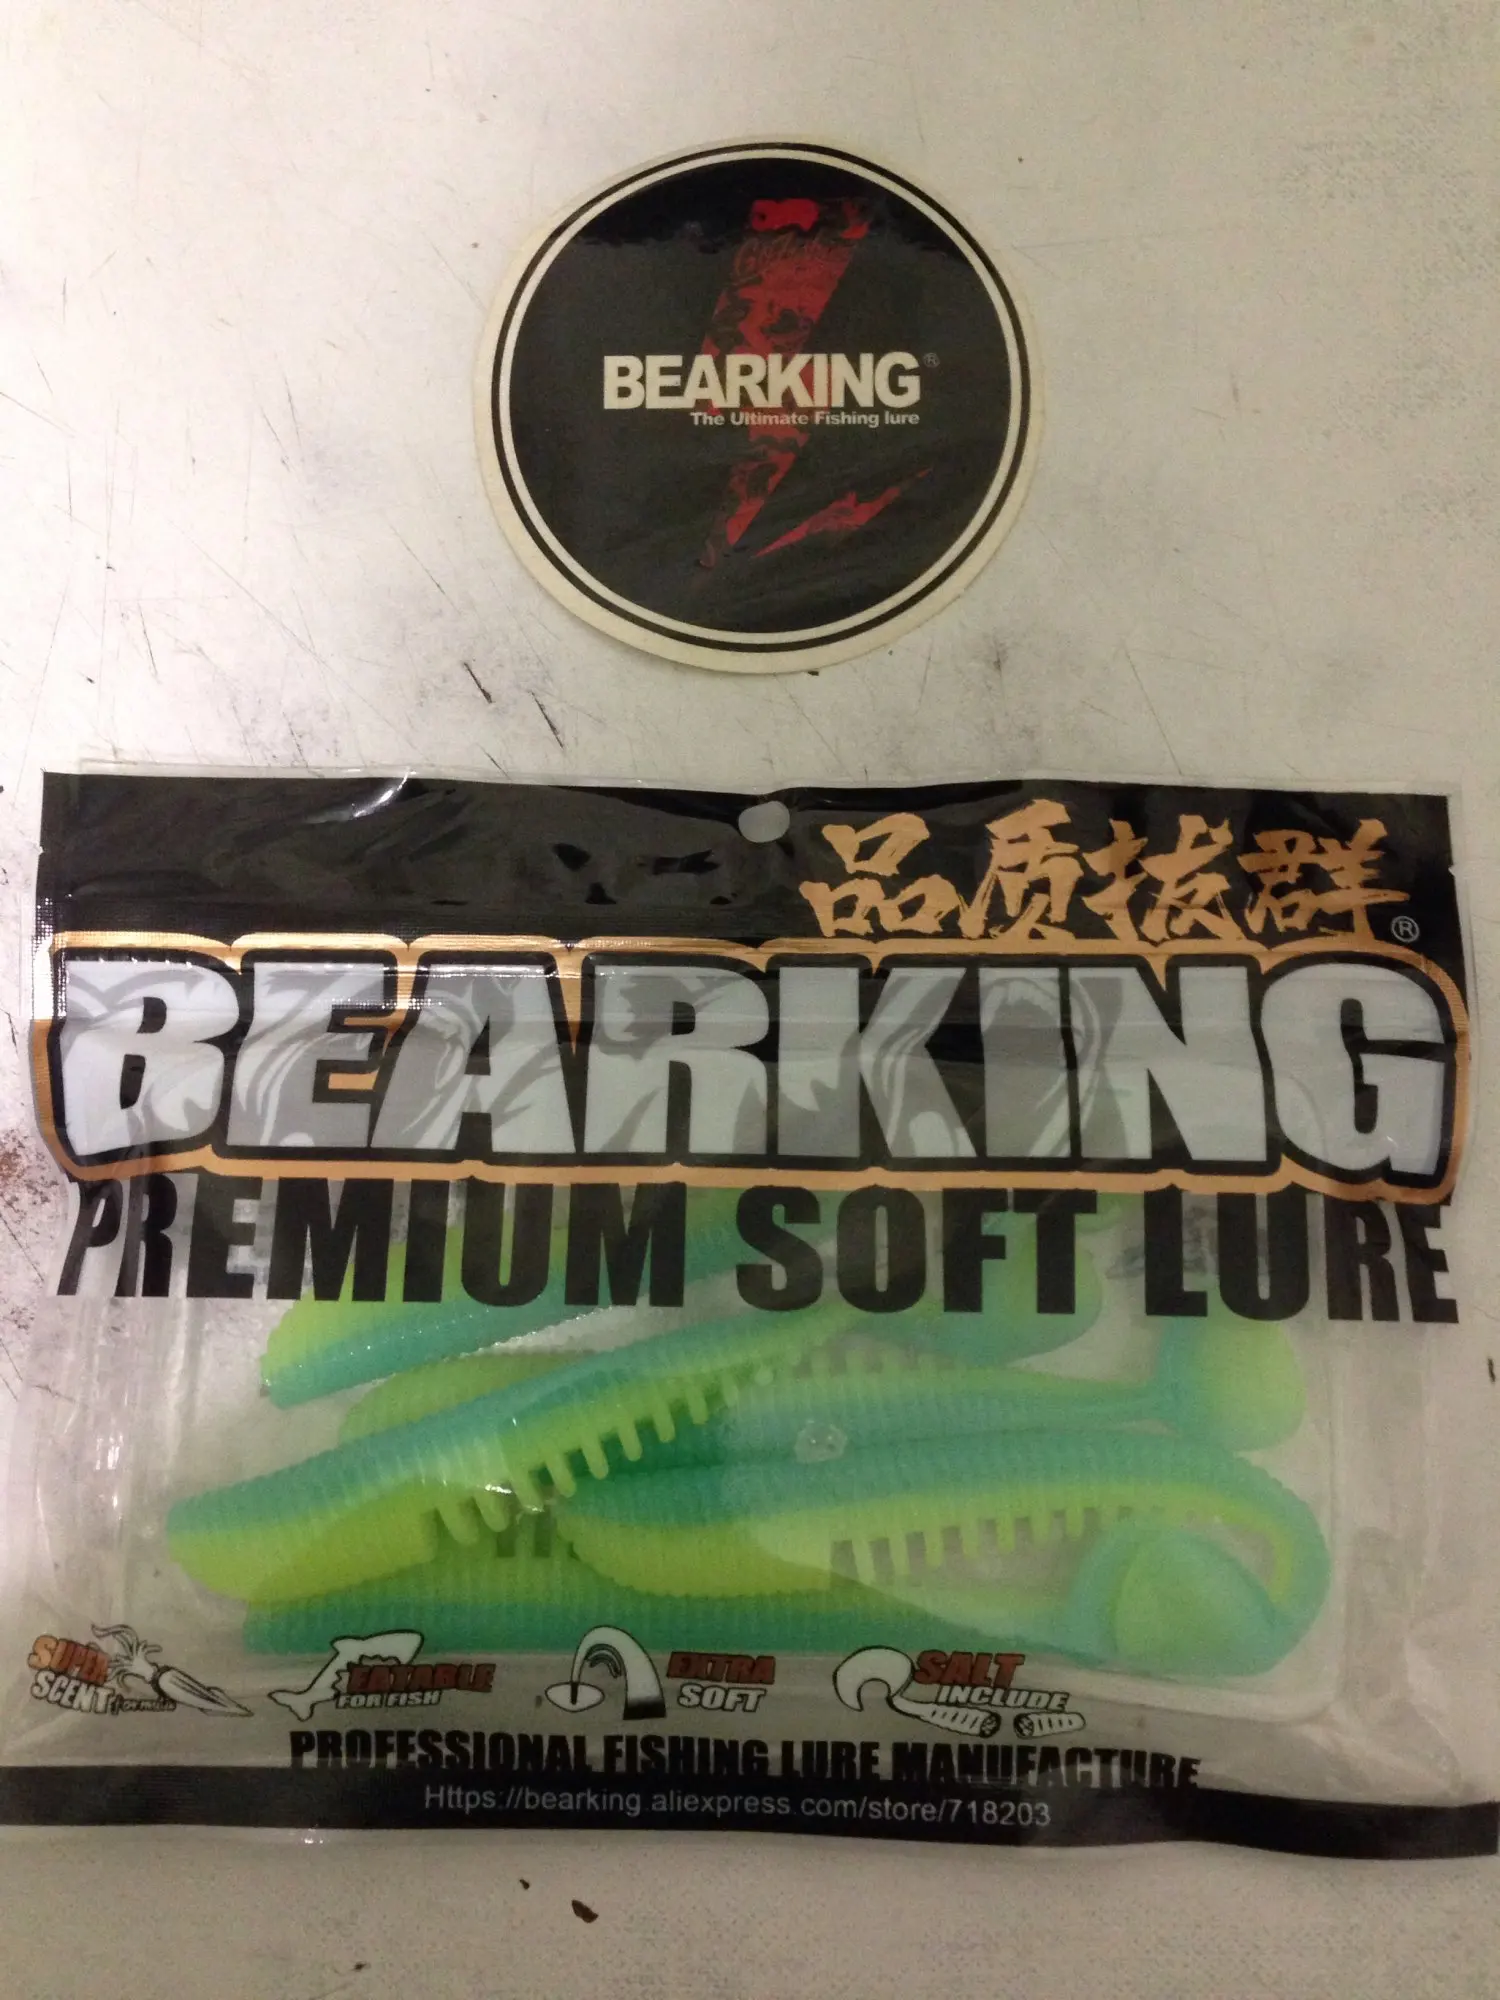 BEARKING®
The Ultimate Fishing lure
品质拔群®
BEARKING
PREMIUM SOFT LURE
SUPER
SCENT formula
EATABLE
FOR FISH
EXTRA
SOFT
SALT
INCLUDE
PROFESSIONAL FISHING LURE MANUFACTURE
Https://bearking.aliexpress.com/store/718203